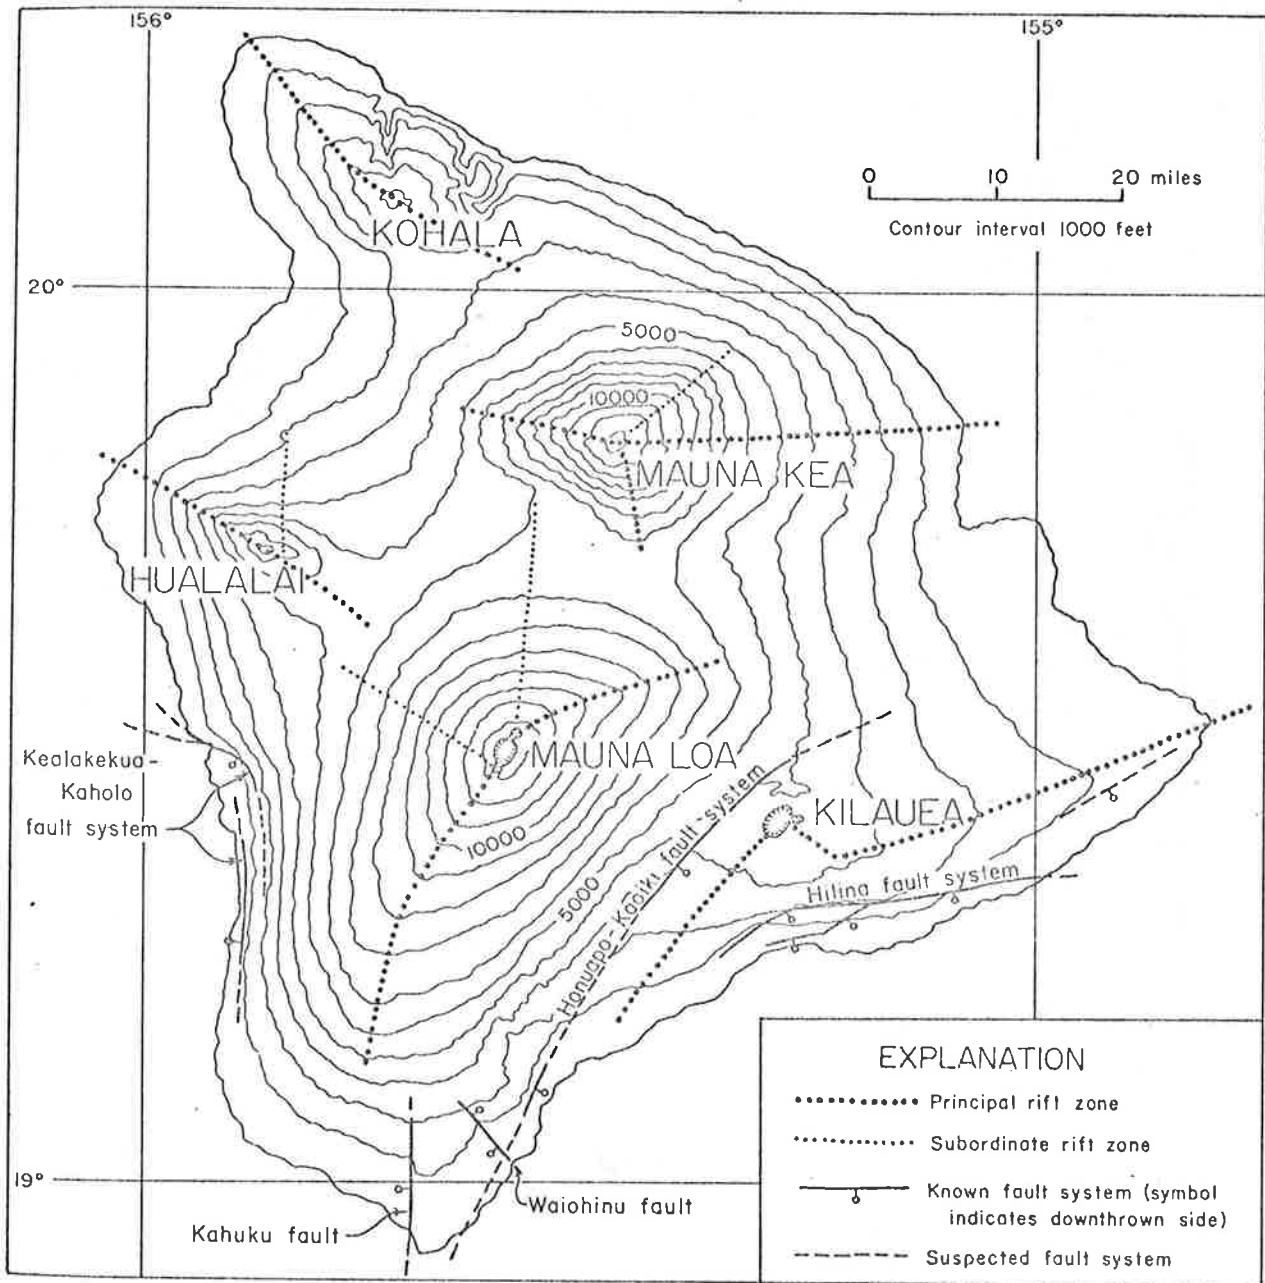 156°
155°
0 10 20 miles
Contour interval 1000 feet
KOHALA
20°
5000
10000
MAUNA KEA
HUALALAI
Kealakekua-
Kaholo
fault system
MAUNA LOA
KILAUEA
10000
5000
Honuapo-Kaoiki fault-system
Hilina fault system
19°
Waiohinu fault
Kahuku fault
EXPLANATION
Principal rift zone
Subordinate rift zone
Known fault system (symbol
indicates downthrown side)
Suspected fault system